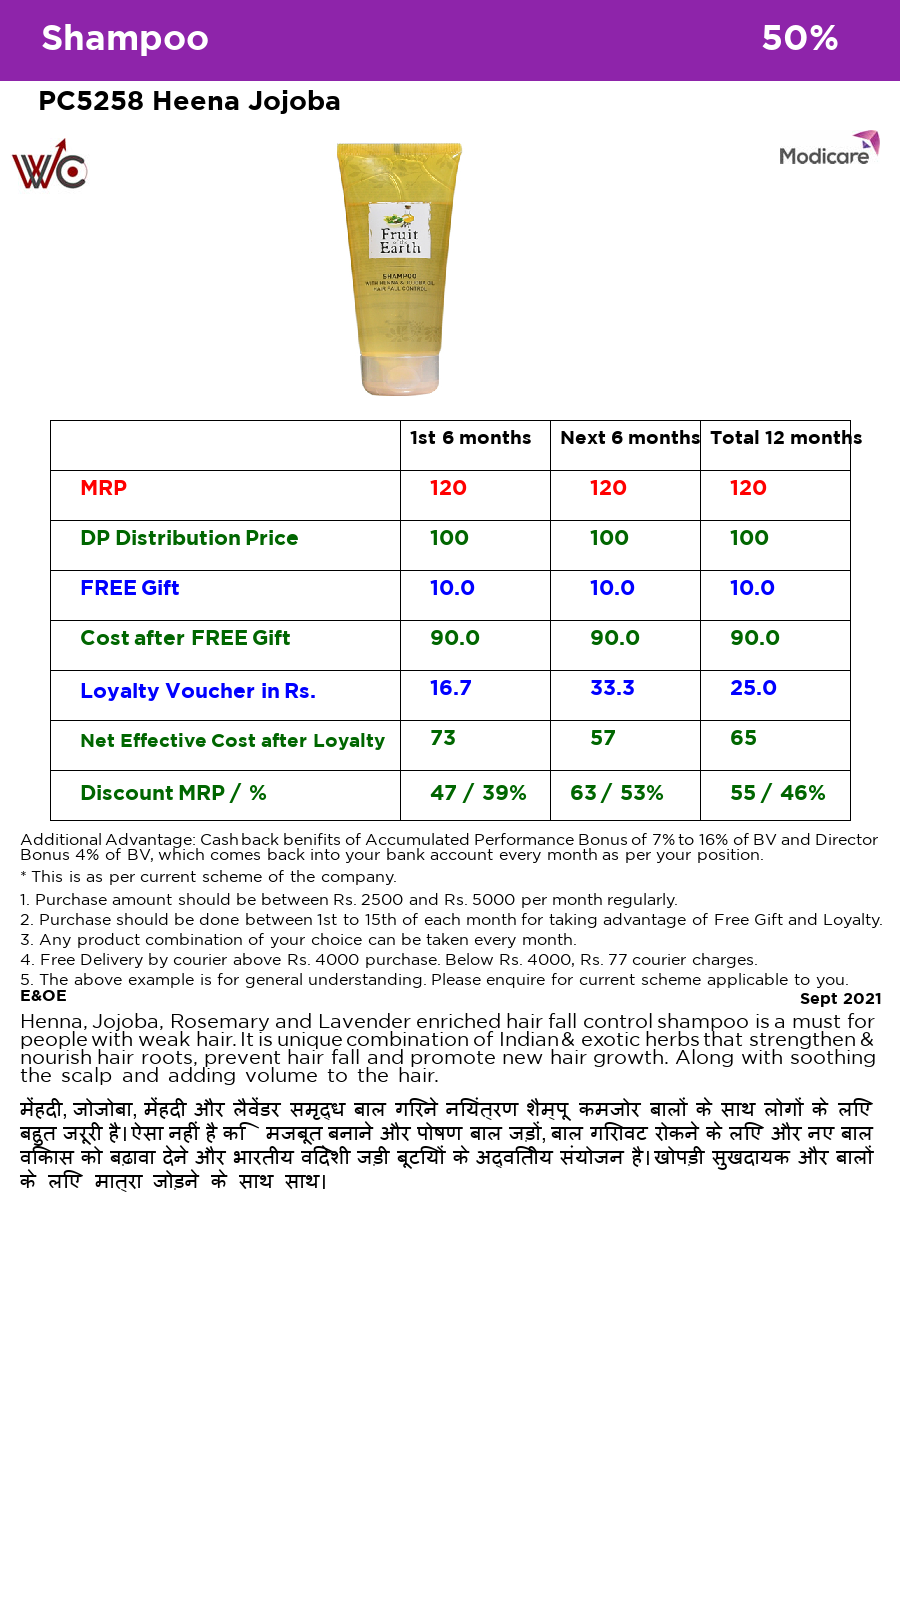 Shampoo 50%
PC5258 Heena Jojoba
WC
Modicare
Fruit
of the
Earth
SHAMPOO
WITH HENNA & JOJOBA OIL
HAIR FALL CONTROL
1st 6 months Next 6 months Total 12 months
MRP 120 120 120
DP Distribution Price 100 100 100
FREE Gift 10.0 10.0 10.0
Cost after FREE Gift 90.0 90.0 90.0
Loyalty Voucher in Rs. 16.7 33.3 25.0
Net Effective Cost after Loyalty 73 57 65
Discount MRP / % 47 / 39% 63 / 53% 55 / 46%
Additional Advantage: Cash back benifits of Accumulated Performance Bonus of 7% to 16% of BV and Director
Bonus 4% of BV, which comes back into your bank account every month as per your position.
* This is as per current scheme of the company.
1. Purchase amount should be between Rs. 2500 and Rs. 5000 per month regularly.
2. Purchase should be done between 1st to 15th of each month for taking advantage of Free Gift and Loyalty.
3. Any product combination of your choice can be taken every month.
4. Free Delivery by courier above Rs. 4000 purchase. Below Rs. 4000, Rs. 77 courier charges.
5. The above example is for general understanding. Please enquire for current scheme applicable to you.
E&OE Sept 2021
Henna, Jojoba, Rosemary and Lavender enriched hair fall control shampoo is a must for
people with weak hair. It is unique combination of Indian & exotic herbs that strengthen &
nourish hair roots, prevent hair fall and promote new hair growth. Along with soothing
the scalp and adding volume to the hair.
मेंहदी, जोजोबा, मेंहदी और लैवेंडर समृद्ध बाल गिरने नियंत्रण शैम्पू कमजोर बालों के साथ लोगों के लिए
बहुत जरूरी है। ऐसा नहीं है कि मजबूत बनाने और पोषण बाल जड़ों, बाल गिरावट रोकने के लिए और नए बाल
विकास को बढ़ावा देने और भारतीय विदेशी जड़ी बूटियों के अद्वितीय संयोजन है। खोपड़ी सुखदायक और बालों
के लिए मात्रा जोड़ने के साथ साथ।